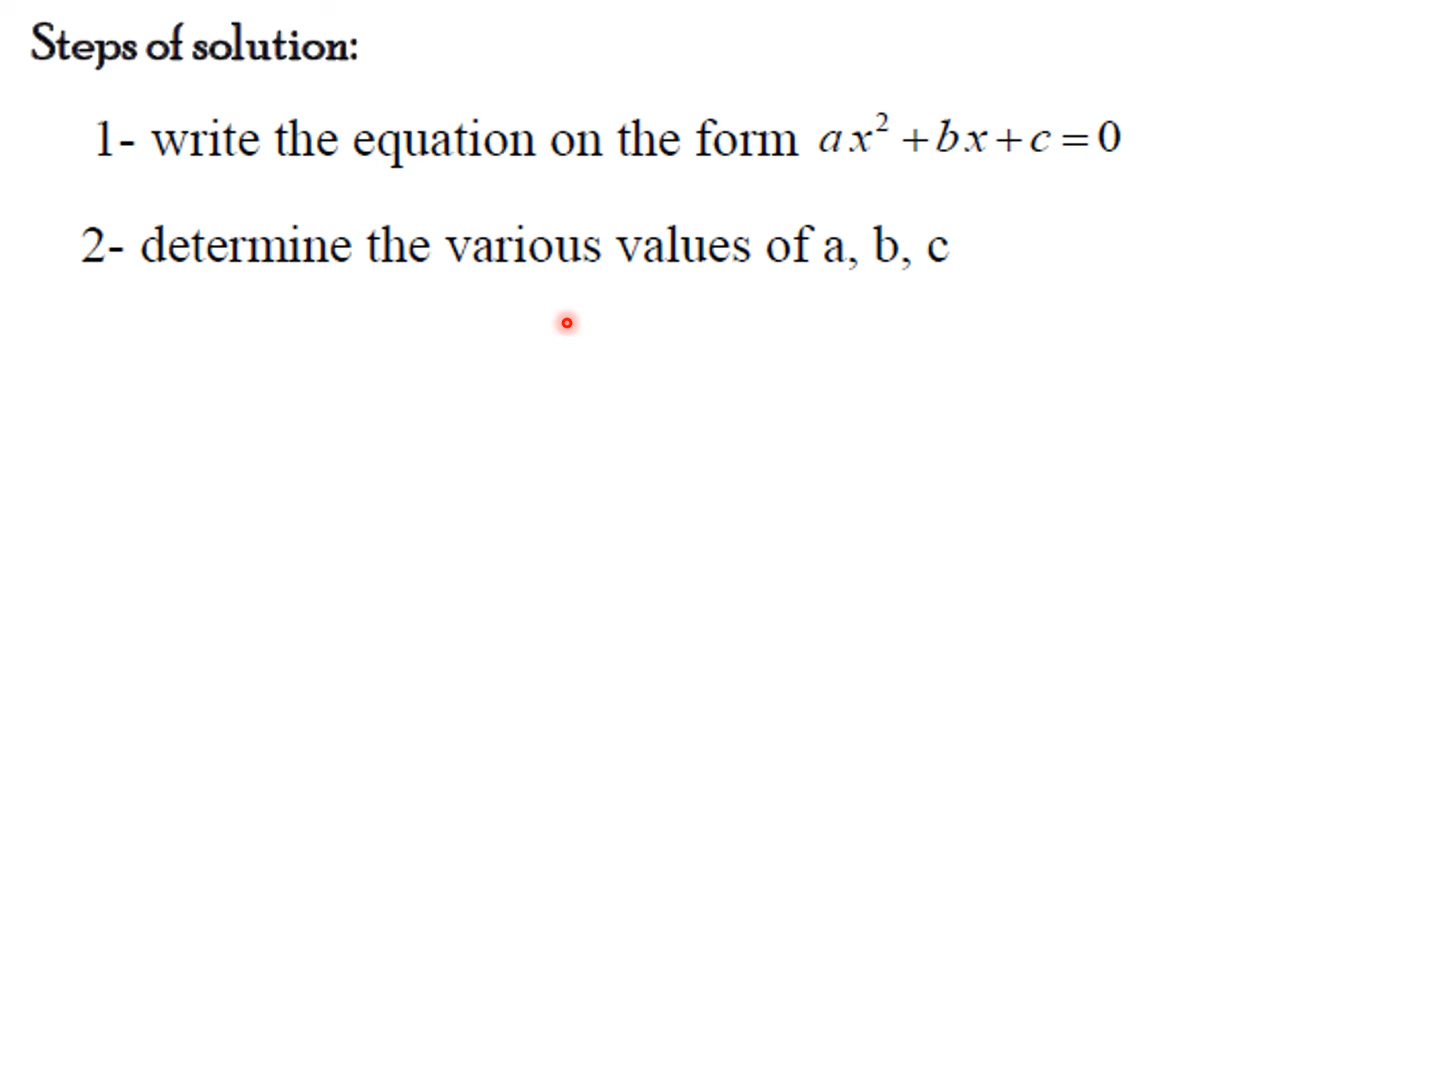 Steps of solution:
1- write the equation on the form ax² + bx + c = 0
2- determine the various values of a, b, c